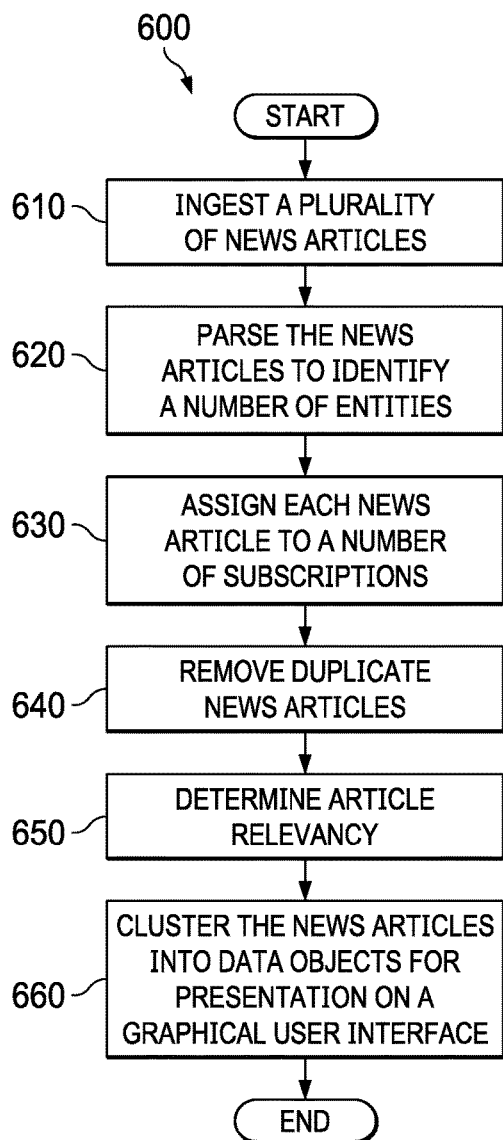 600
START
610
INGEST A PLURALITY
OF NEWS ARTICLES
620
PARSE THE NEWS
ARTICLES TO IDENTIFY
A NUMBER OF ENTITIES
630
ASSIGN EACH NEWS
ARTICLE TO A NUMBER
OF SUBSCRIPTIONS
640
REMOVE DUPLICATE
NEWS ARTICLES
650
DETERMINE ARTICLE
RELEVANCY
660
CLUSTER THE NEWS ARTICLES
INTO DATA OBJECTS FOR
PRESENTATION ON A
GRAPHICAL USER INTERFACE
END